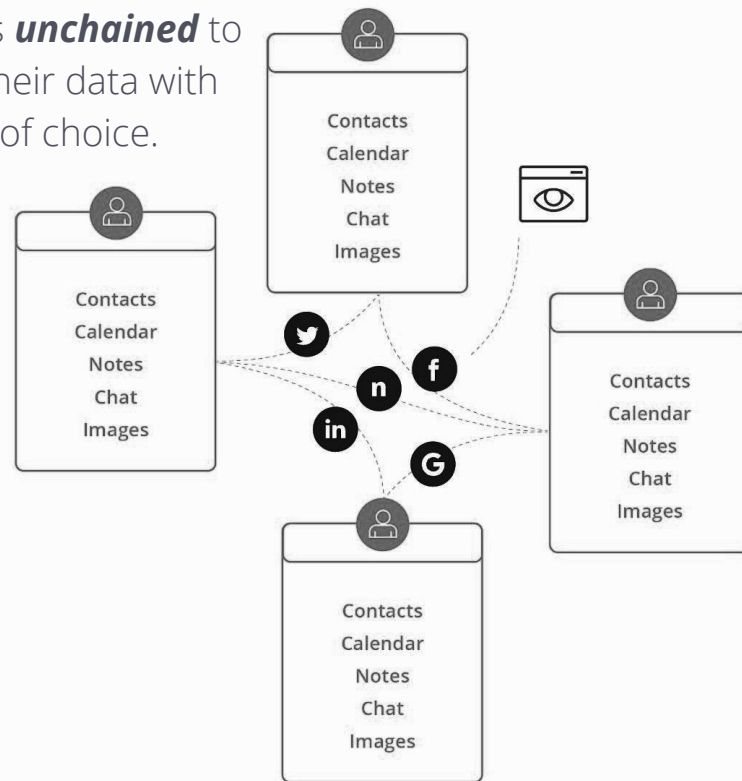 s unchained to
heir data with
of choice.
Contacts
Calendar
Notes
Chat
Images
Contacts
Calendar
Notes
Chat
Images
f
n
in
G
Contacts
Calendar
Notes
Chat
Images
Contacts
Calendar
Notes
Chat
Images